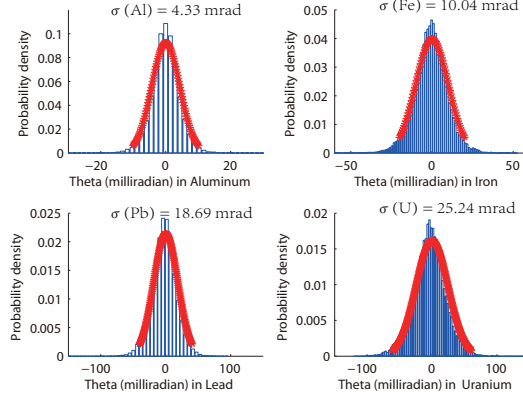 σ (Al) = 4.33 mrad
Probability density
0.1
0.08
0.06
0.04
0.02
0
−20
0
20
Theta (milliradian) in Aluminum
σ (Fe) = 10.04 mrad
Probability density
0.05
0.04
0.03
0.02
0.01
0
−50
0
50
Theta (milliradian) in Iron
σ (Pb) = 18.69 mrad
Probability density
0.025
0.02
0.015
0.01
0.005
0
−100
0
100
Theta (milliradian) in Lead
σ (U) = 25.24 mrad
Probability density
0.02
0.015
0.01
0.005
0
−100
0
100
Theta (milliradian) in Uranium